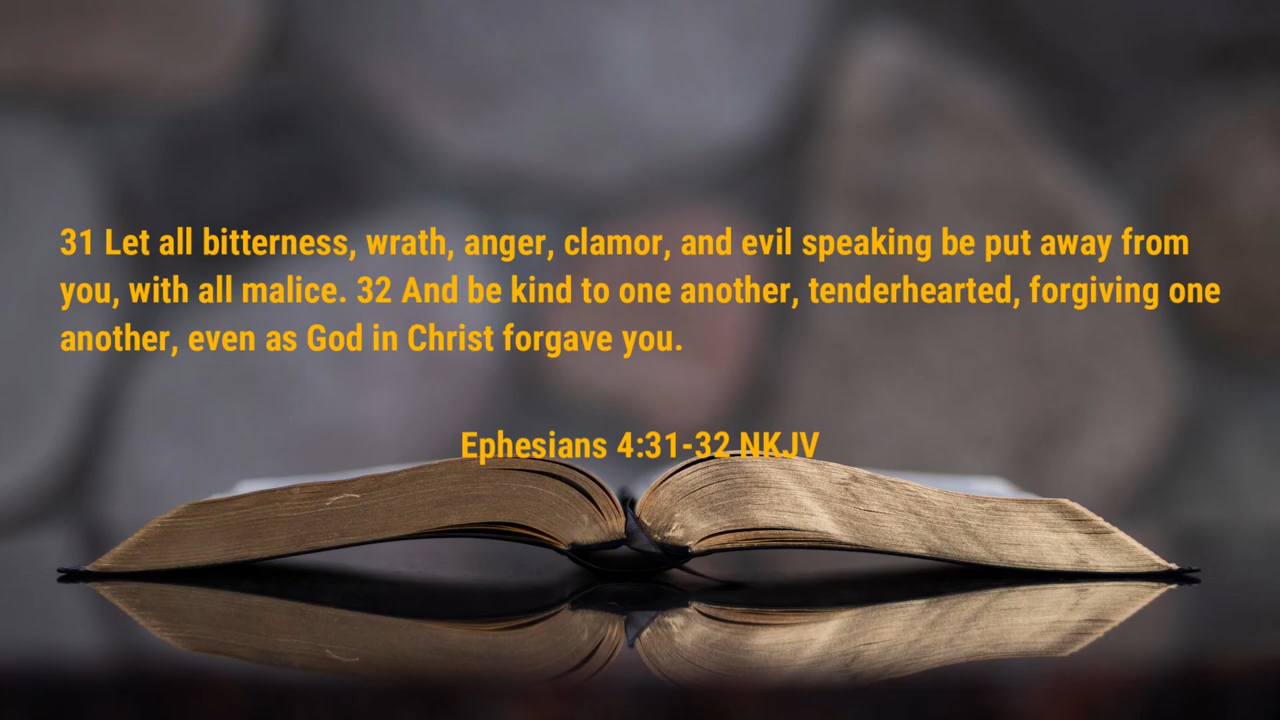 31 Let all bitterness, wrath, anger, clamor, and evil speaking be put away from
you, with all malice. 32 And be kind to one another, tenderhearted, forgiving one
another, even as God in Christ forgave you.
Ephesians 4:31-32 NKJV